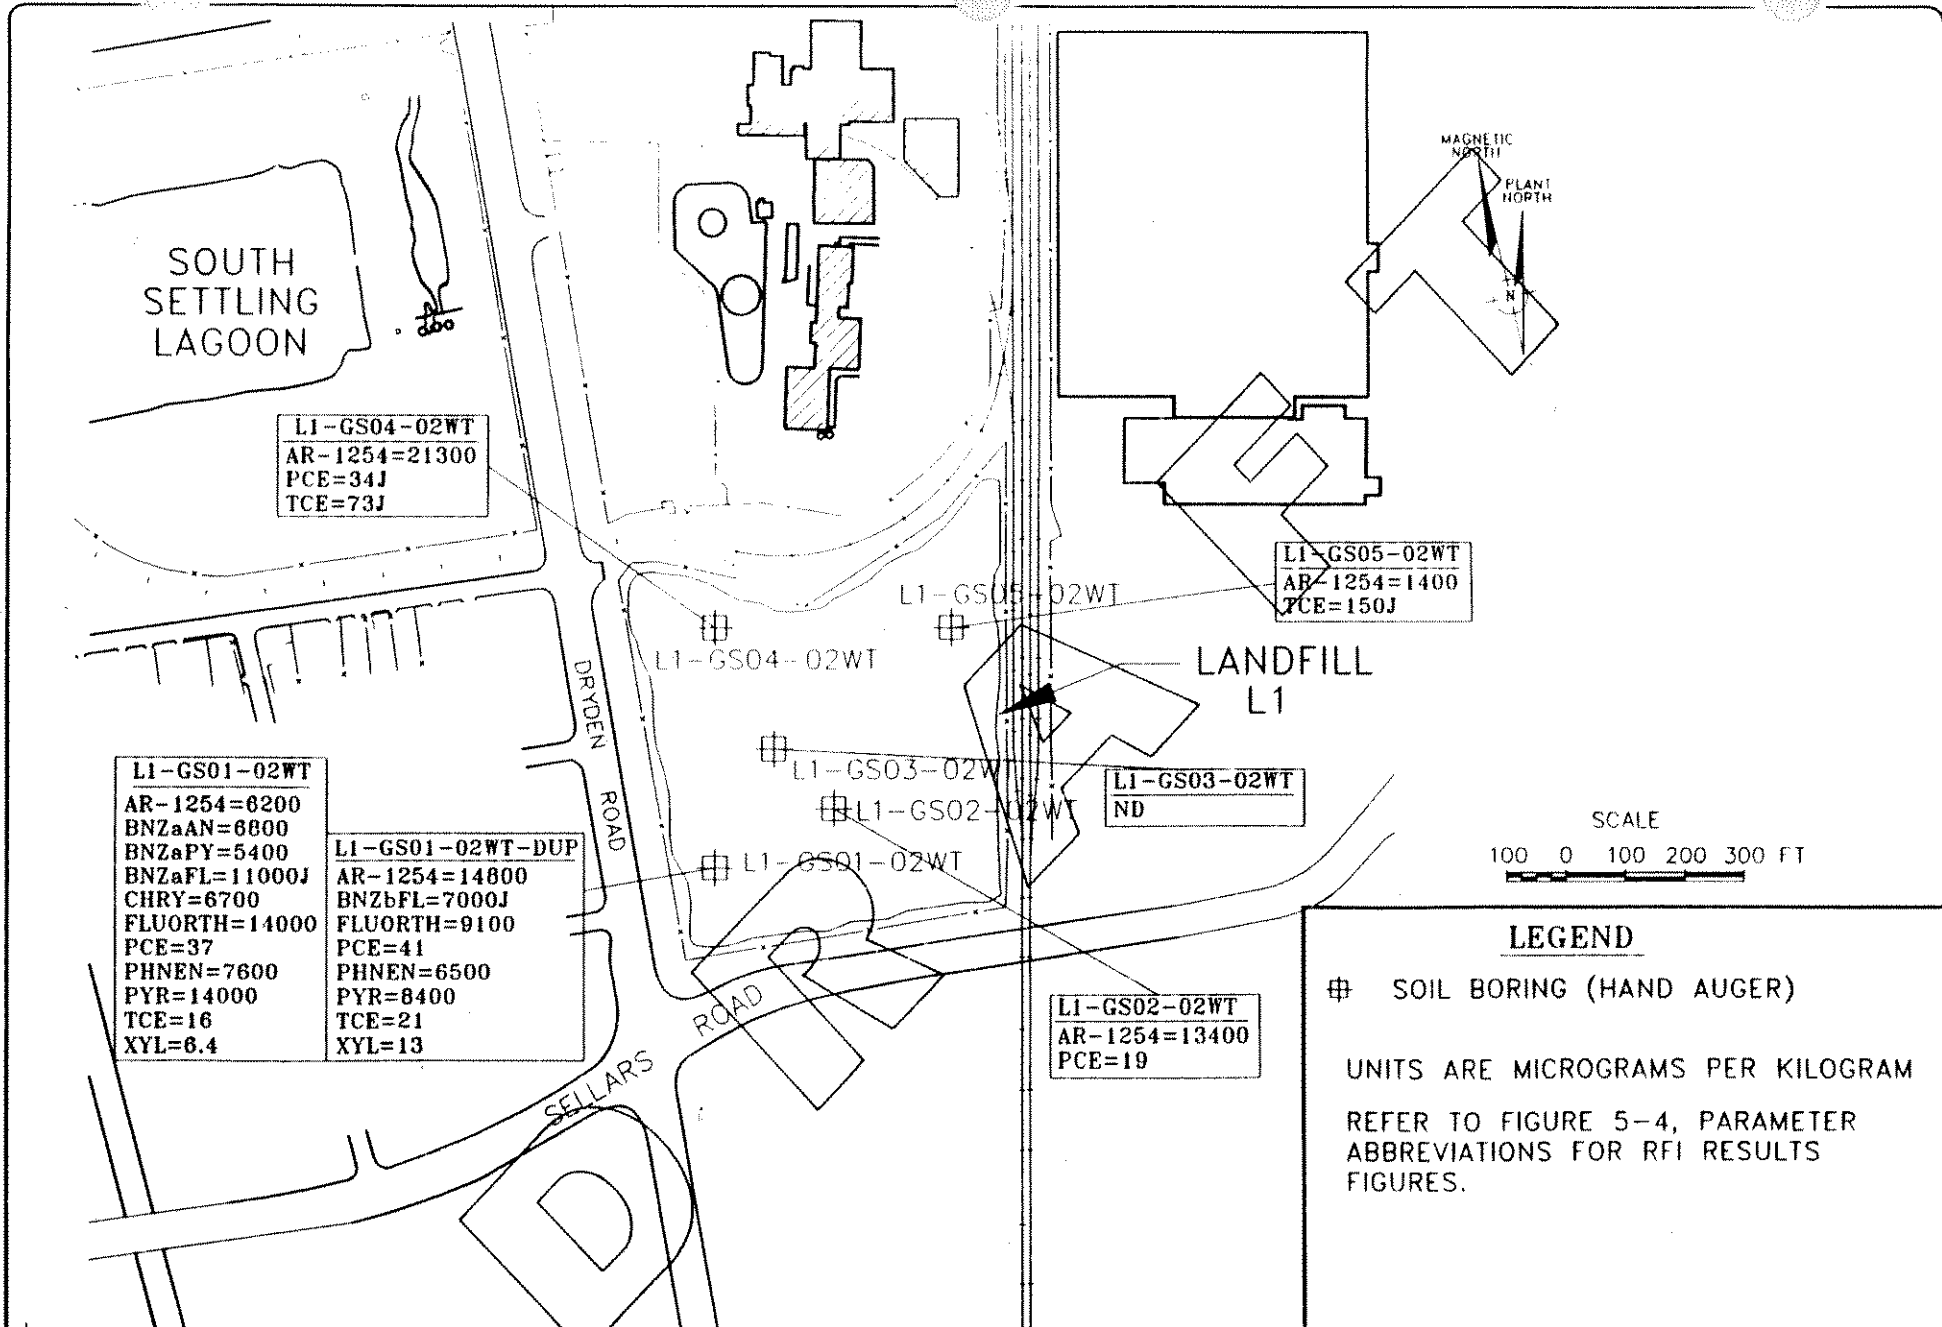 MAGNETIC
NORTH
PLANT
NORTH
N
SOUTH
SETTLING
LAGOON
L1-GS04-02WT
AR-1254=21300
PCE=34J
TCE=73J
L1-GS05-02WT
AR-1254=1400
TCE=150J
L1-GS05-02WT
L1-GS04-02WT
LANDFILL
L1
DRYDEN
ROAD
L1-GS03-02WT
L1-GS03-02WT
ND
L1-GS02-02WT
L1-GS01-02WT
L1-GS01-02WT
AR-1254=6200
BNZaAN=6800
BNZaPY=5400
BNZaFL=11000J
CHRY=6700
FLUORTH=14000
PCE=37
PHNEN=7600
PYR=14000
TCE=16
XYL=6.4
L1-GS01-02WT-DUP
AR-1254=14800
BNZbFL=7000J
FLUORTH=9100
PCE=41
PHNEN=6500
PYR=8400
TCE=21
XYL=13
L1-GS02-02WT
AR-1254=13400
PCE=19
SELLARS ROAD
SCALE
100 0 100 200 300 FT
LEGEND
SOIL BORING (HAND AUGER)
UNITS ARE MICROGRAMS PER KILOGRAM
REFER TO FIGURE 5-4, PARAMETER
ABBREVIATIONS FOR RFI RESULTS
FIGURES.
DRAFT